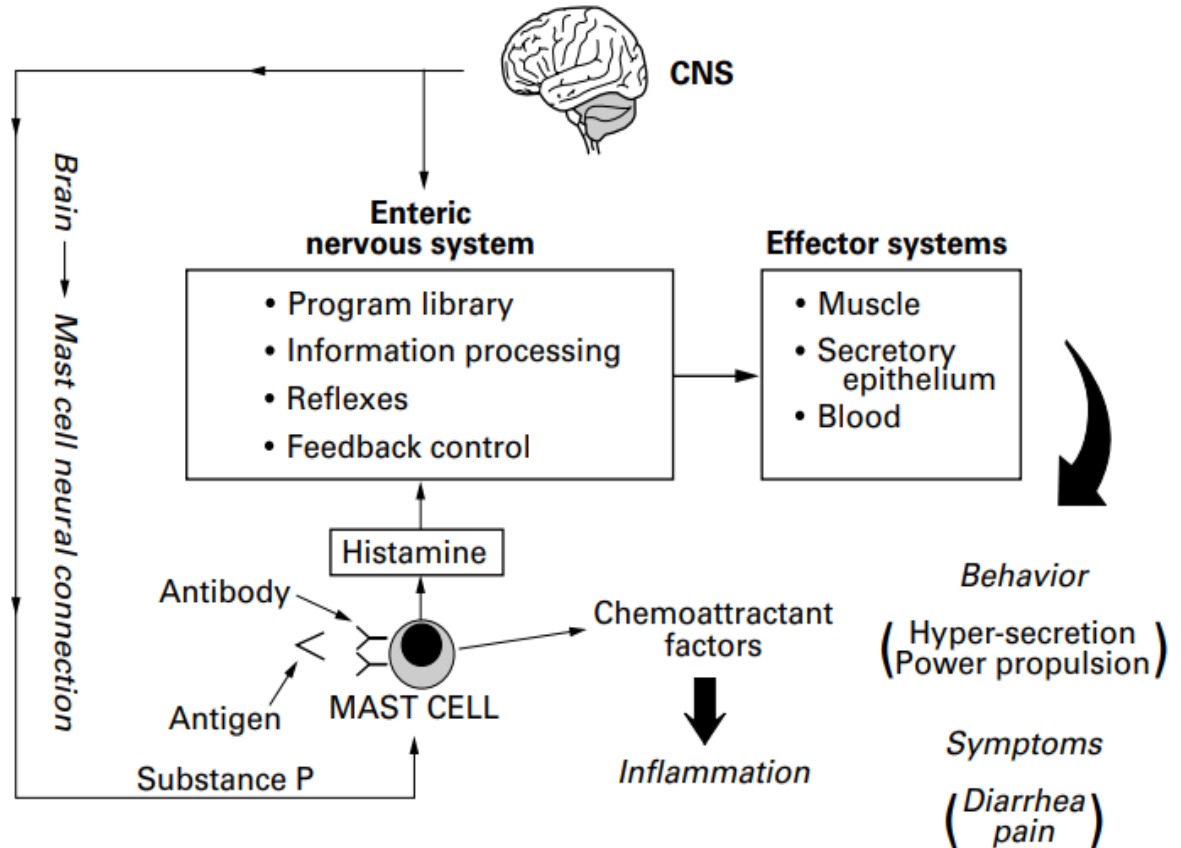 CNS
Brain → Mast cell neural connection
Enteric
nervous system
• Program library
• Information processing
• Reflexes
• Feedback control
Effector systems
• Muscle
• Secretory
epithelium
• Blood
Histamine
Antibody
Antigen
MAST CELL
Substance P
Chemoattractant
factors
Inflammation
Behavior
(Hyper-secretion
Power propulsion)
Symptoms
(Diarrhea
pain)